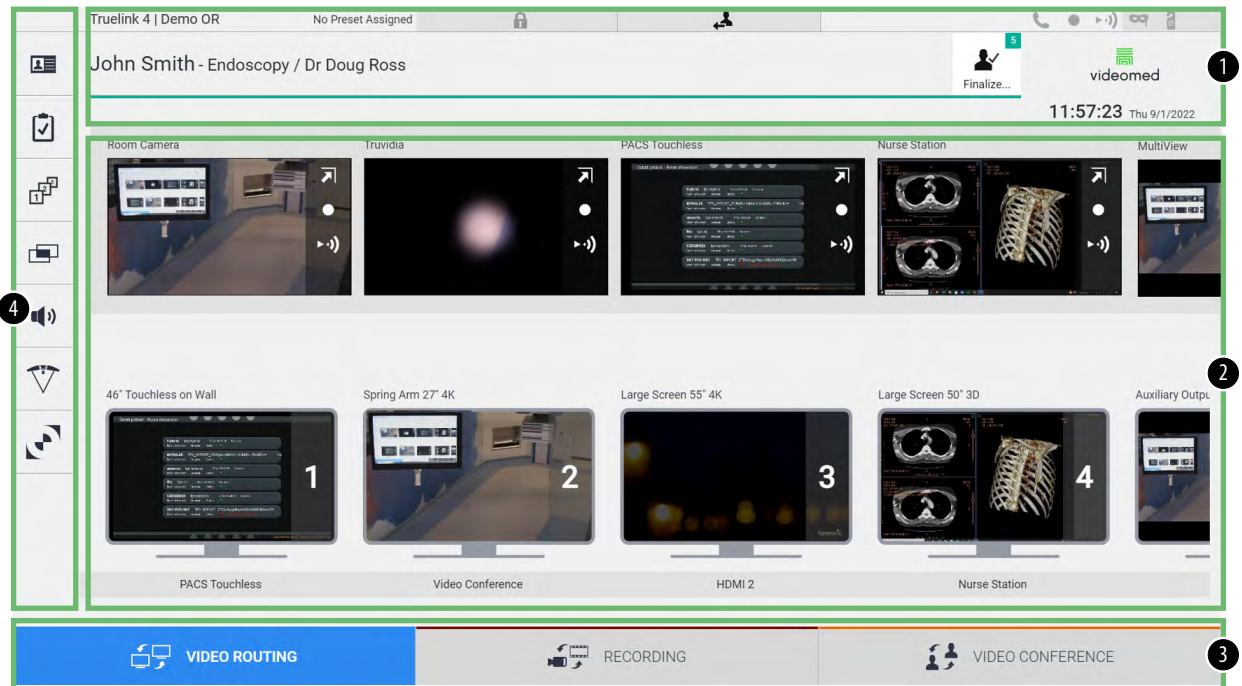 Truelink 4 | Demo OR
No Preset Assigned
John Smith - Endoscopy / Dr Doug Ross
5
Finalize...
videomed
1
11:57:23 Thu 9/1/2022
Room Camera
Truvidia
PACS Touchless
Nurse Station
MultiView
4
2
46" Touchless on Wall
Spring Arm 27" 4K
Large Screen 55" 4K
Large Screen 50" 3D
Auxiliary Outpu
1
2
3
4
PACS Touchless
Video Conference
HDMI 2
Nurse Station
VIDEO ROUTING
RECORDING
VIDEO CONFERENCE
3